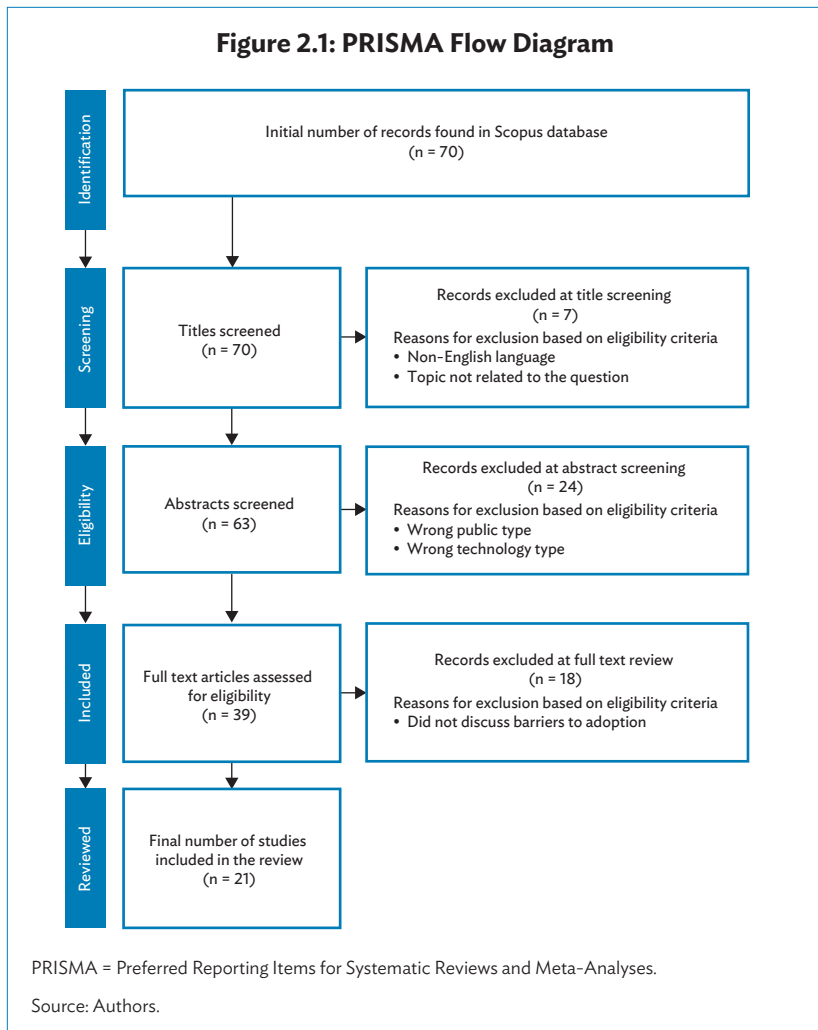 Figure 2.1: PRISMA Flow Diagram
Identification
Initial number of records found in Scopus database
(n = 70)
Screening
Titles screened
(n = 70)
Records excluded at title screening
(n = 7)
Reasons for exclusion based on eligibility criteria
• Non-English language
• Topic not related to the question
Eligibility
Abstracts screened
(n = 63)
Records excluded at abstract screening
(n = 24)
Reasons for exclusion based on eligibility criteria
• Wrong public type
• Wrong technology type
Included
Full text articles assessed
for eligibility
(n = 39)
Records excluded at full text review
(n = 18)
Reasons for exclusion based on eligibility criteria
• Did not discuss barriers to adoption
Reviewed
Final number of studies
included in the review
(n = 21)
PRISMA = Preferred Reporting Items for Systematic Reviews and Meta-Analyses.
Source: Authors.